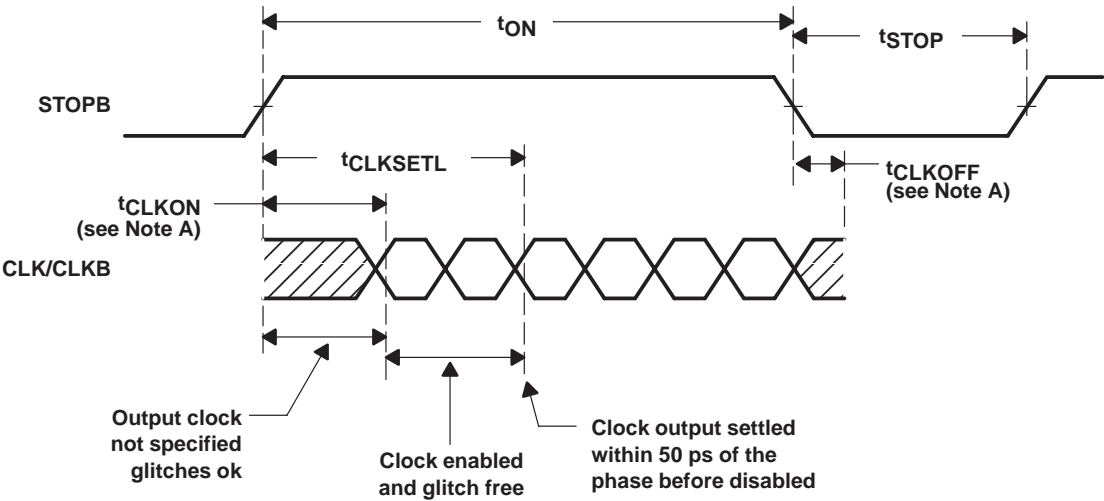 tON
tSTOP
STOPB
tCLKSETL
tCLKOFF
(see Note A)
tCLKON
(see Note A)
CLK/CLKB
Output clock
not specified
glitches ok
Clock enabled
and glitch free
Clock output settled
within 50 ps of the
phase before disabled